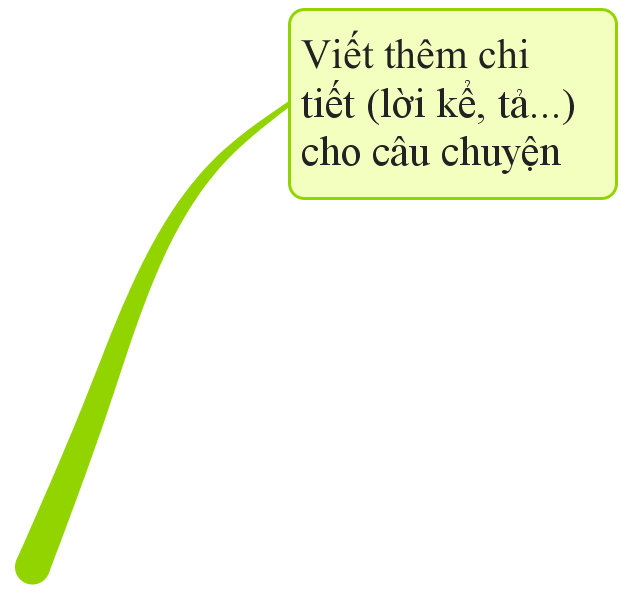 Viết thêm chi
tiết (lời kể, tả...)
cho câu chuyện